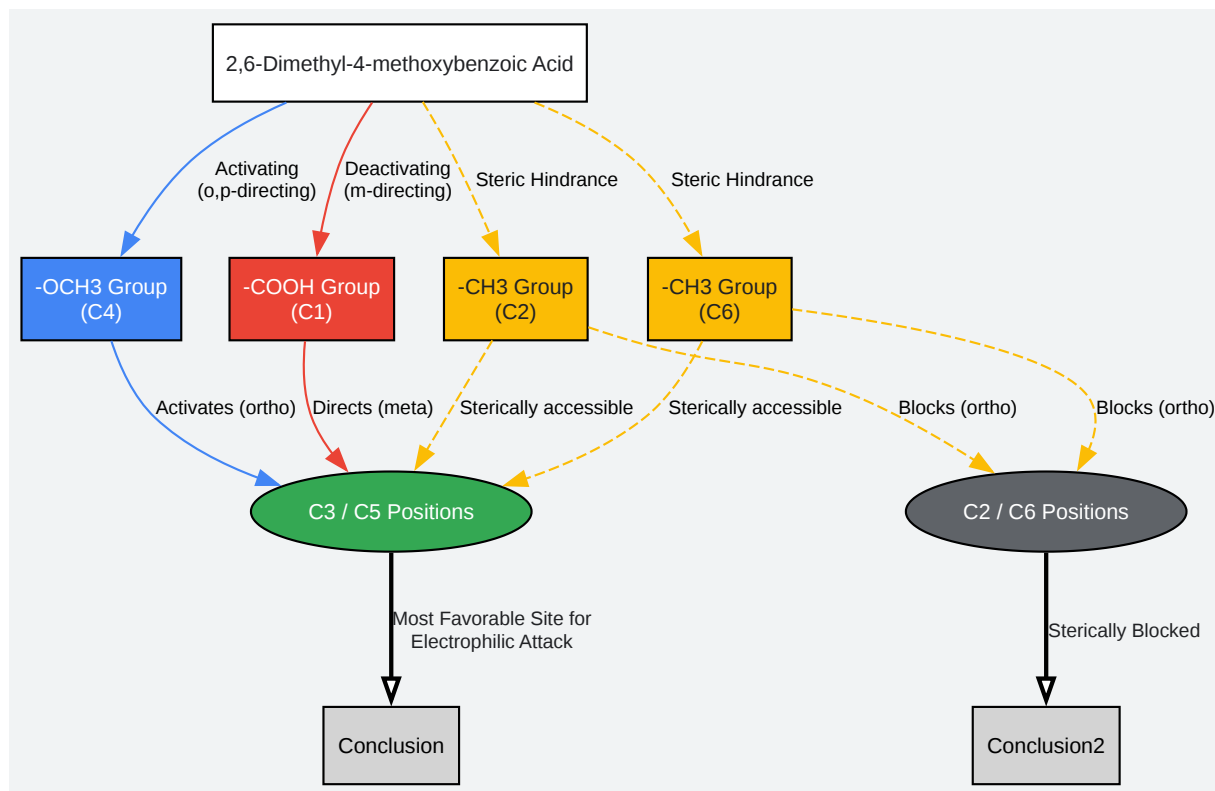 2,6-Dimethyl-4-methoxybenzoic Acid
Activating
(o,p-directing)
Deactivating
(m-directing)
Steric Hindrance
Steric Hindrance
-OCH3 Group
(C4)
-COOH Group
(C1)
-CH3 Group
(C2)
-CH3 Group
(C6)
Activates (ortho)
Directs (meta)
Sterically accessible
Sterically accessible
Blocks (ortho)
Blocks (ortho)
C3 / C5 Positions
C2 / C6 Positions
Most Favorable Site for
Electrophilic Attack
Sterically Blocked
Conclusion
Conclusion2